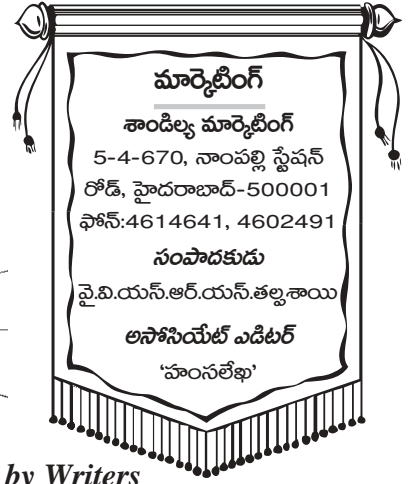 మార్కెటింగ్
శాండిల్య మార్కెటింగ్
5-4-670, నాంపల్లి స్టేషన్
రోడ్, హైదరాబాద్-500001
ఫోన్:4614641, 4602491
సంపాదకుడు
వై.వి.యస్.ఆర్.యస్.తల్పశాయి
అసోసియేట్ ఎడిటర్
'హంసలేఖ'
by Writers